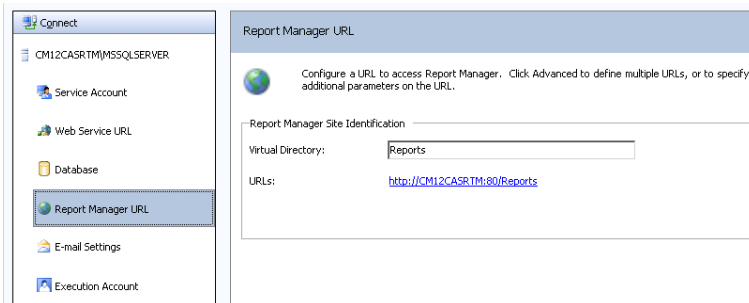 Connect
CM12CASRTM\MSSQLSERVER
Service Account
Web Service URL
Database
Report Manager URL
E-mail Settings
Execution Account
Report Manager URL
Configure a URL to access Report Manager. Click Advanced to define multiple URLs, or to specify
additional parameters on the URL.
Report Manager Site Identification
Virtual Directory: Reports
URLs: http://CM12CASRTM:80/Reports